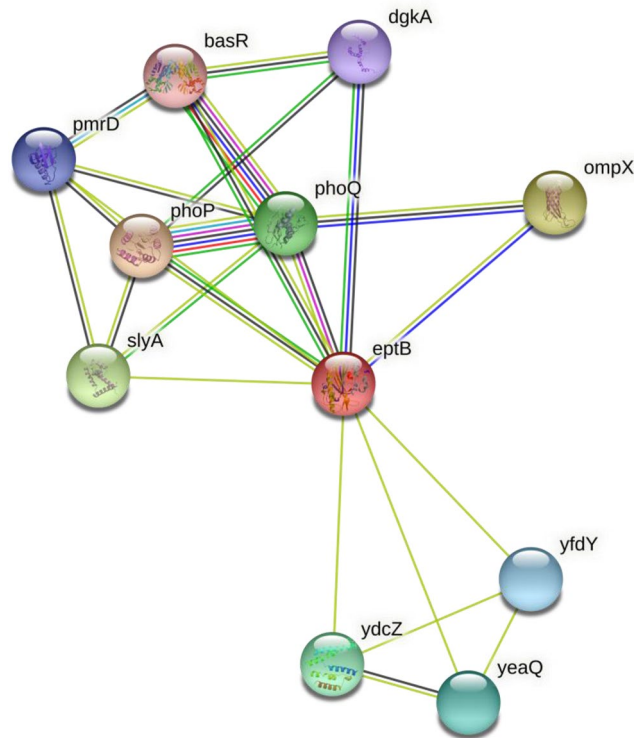 dgkA
basR
pmrD
ompX
phoQ
phoP
slyA
eptB
yfdY
ydcZ
yeaQ